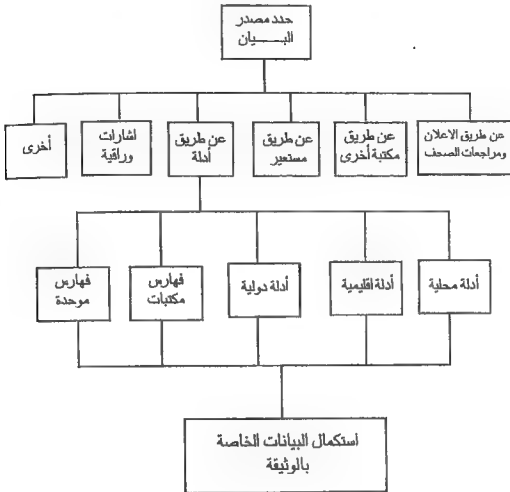 حدد مصدر
البـــــــيان
عن طريق الاعلان
ومراجعات الصحف
عن طريق
مكتبة أخرى
عن طريق
مستعير
عن طريق
أدلة
اشارات
وراقية
أخرى
أدلة محلية
أدلة اقليمية
أدلة دولية
فهارس
مكتبات
فهارس
موحدة
استكمال البيانات الخاصة
بالوثيقة